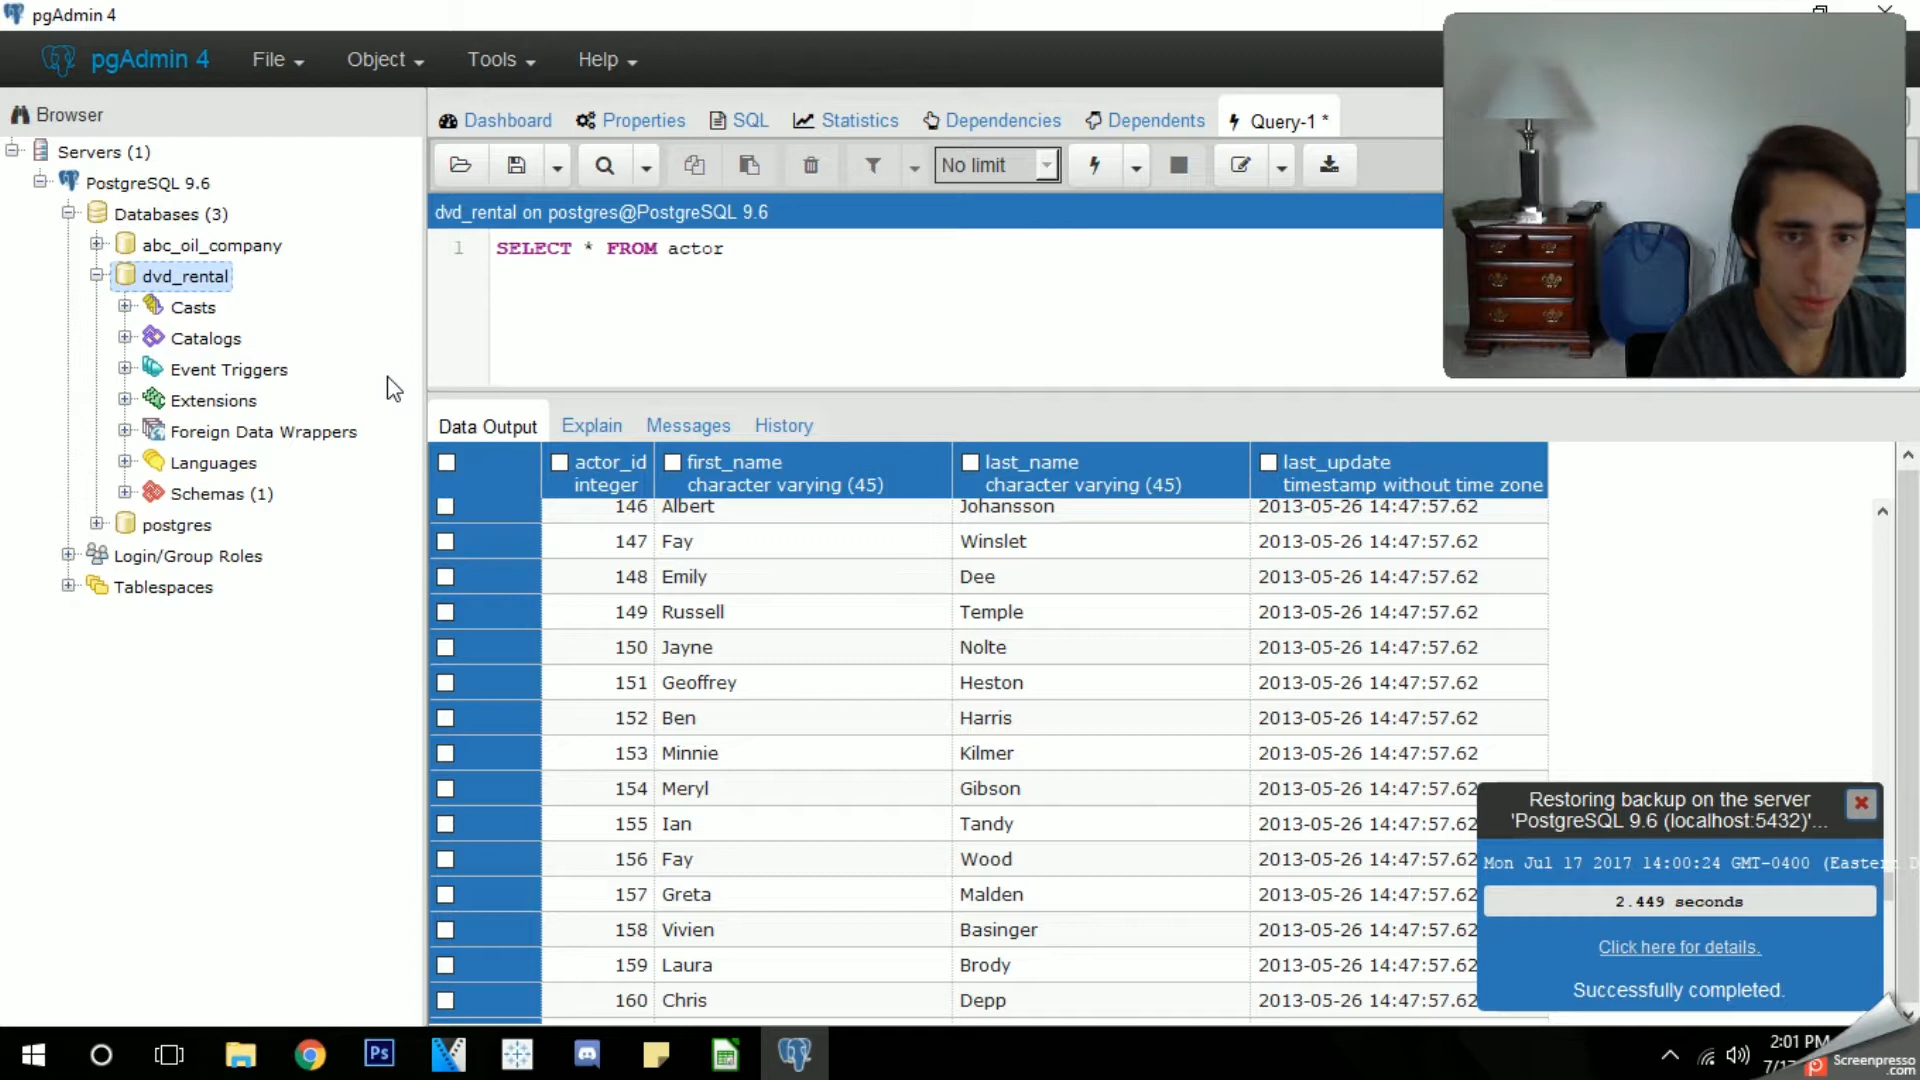 pgAdmin 4
pgAdmin 4 File Object Tools Help
Browser
Servers (1)
PostgreSQL 9.6
Databases (3)
abc_oil_company
dvd_rental
Casts
Catalogs
Event Triggers
Extensions
Foreign Data Wrappers
Languages
Schemas (1)
postgres
Login/Group Roles
Tablespaces
Dashboard Properties SQL Statistics Dependencies Dependents Query-1 *
No limit
dvd_rental on postgres@PostgreSQL 9.6
1 SELECT * FROM actor
Data Output Explain Messages History
actor_id first_name last_name last_update
integer character varying (45) character varying (45) timestamp without time zone
146 Albert Johansson 2013-05-26 14:47:57.62
147 Fay Winslet 2013-05-26 14:47:57.62
148 Emily Dee 2013-05-26 14:47:57.62
149 Russell Temple 2013-05-26 14:47:57.62
150 Jayne Nolte 2013-05-26 14:47:57.62
151 Geoffrey Heston 2013-05-26 14:47:57.62
152 Ben Harris 2013-05-26 14:47:57.62
153 Minnie Kilmer 2013-05-26 14:47:57.62
154 Meryl Gibson 2013-05-26 14:47:57.62
155 Ian Tandy 2013-05-26 14:47:57.62
156 Fay Wood 2013-05-26 14:47:57.62
157 Greta Malden 2013-05-26 14:47:57.62
158 Vivien Basinger 2013-05-26 14:47:57.62
159 Laura Brody 2013-05-26 14:47:57.62
160 Chris Depp 2013-05-26 14:47:57.62
Restoring backup on the server
'PostgreSQL 9.6 (localhost:5432)'...
Mon Jul 17 2017 14:00:24 GMT-0400 (Eastern D
2.449 seconds
Click here for details.
Successfully completed.
Ps
2:01 PM
Screenpresso
.com